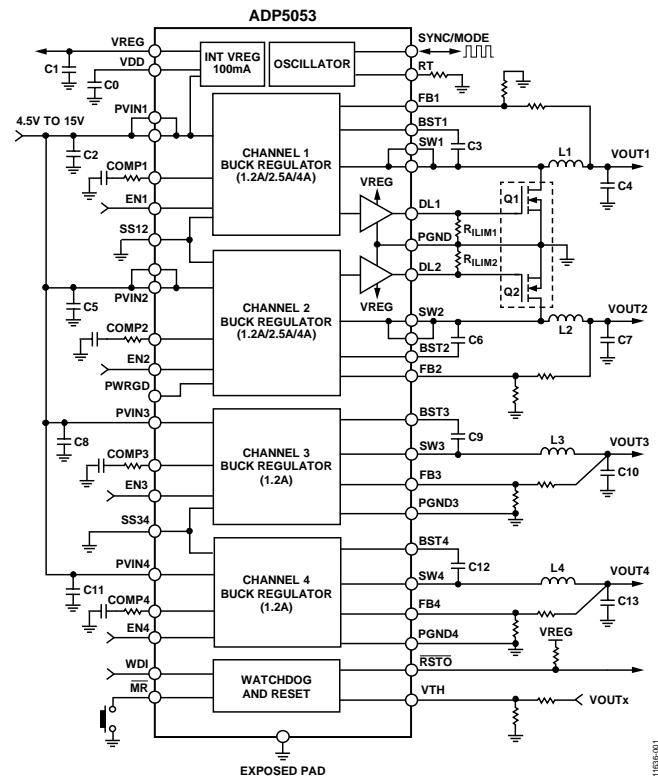 ADP5053
VREG
C1
VDD
C0
INT VREG
100mA
OSCILLATOR
SYNC/MODE
RT
4.5V TO 15V
PVIN1
C2
COMP1
EN1
SS12
CHANNEL 1
BUCK REGULATOR
(1.2A/2.5A/4A)
FB1
BST1
SW1
C3
L1
VOUT1
C4
VREG
DL1
Q1
RILIM1
PGND
RILIM2
DL2
Q2
VREG
PVIN2
C5
COMP2
EN2
PWRGD
CHANNEL 2
BUCK REGULATOR
(1.2A/2.5A/4A)
SW2
C6
BST2
FB2
L2
VOUT2
C7
PVIN3
C8
COMP3
EN3
SS34
CHANNEL 3
BUCK REGULATOR
(1.2A)
BST3
C9
SW3
FB3
PGND3
L3
VOUT3
C10
PVIN4
C11
COMP4
EN4
CHANNEL 4
BUCK REGULATOR
(1.2A)
BST4
C12
SW4
FB4
PGND4
L4
VOUT4
C13
VREG
WDI
MR
WATCHDOG
AND RESET
RSTO
VTH
VOUTx
EXPOSED PAD
11636-001